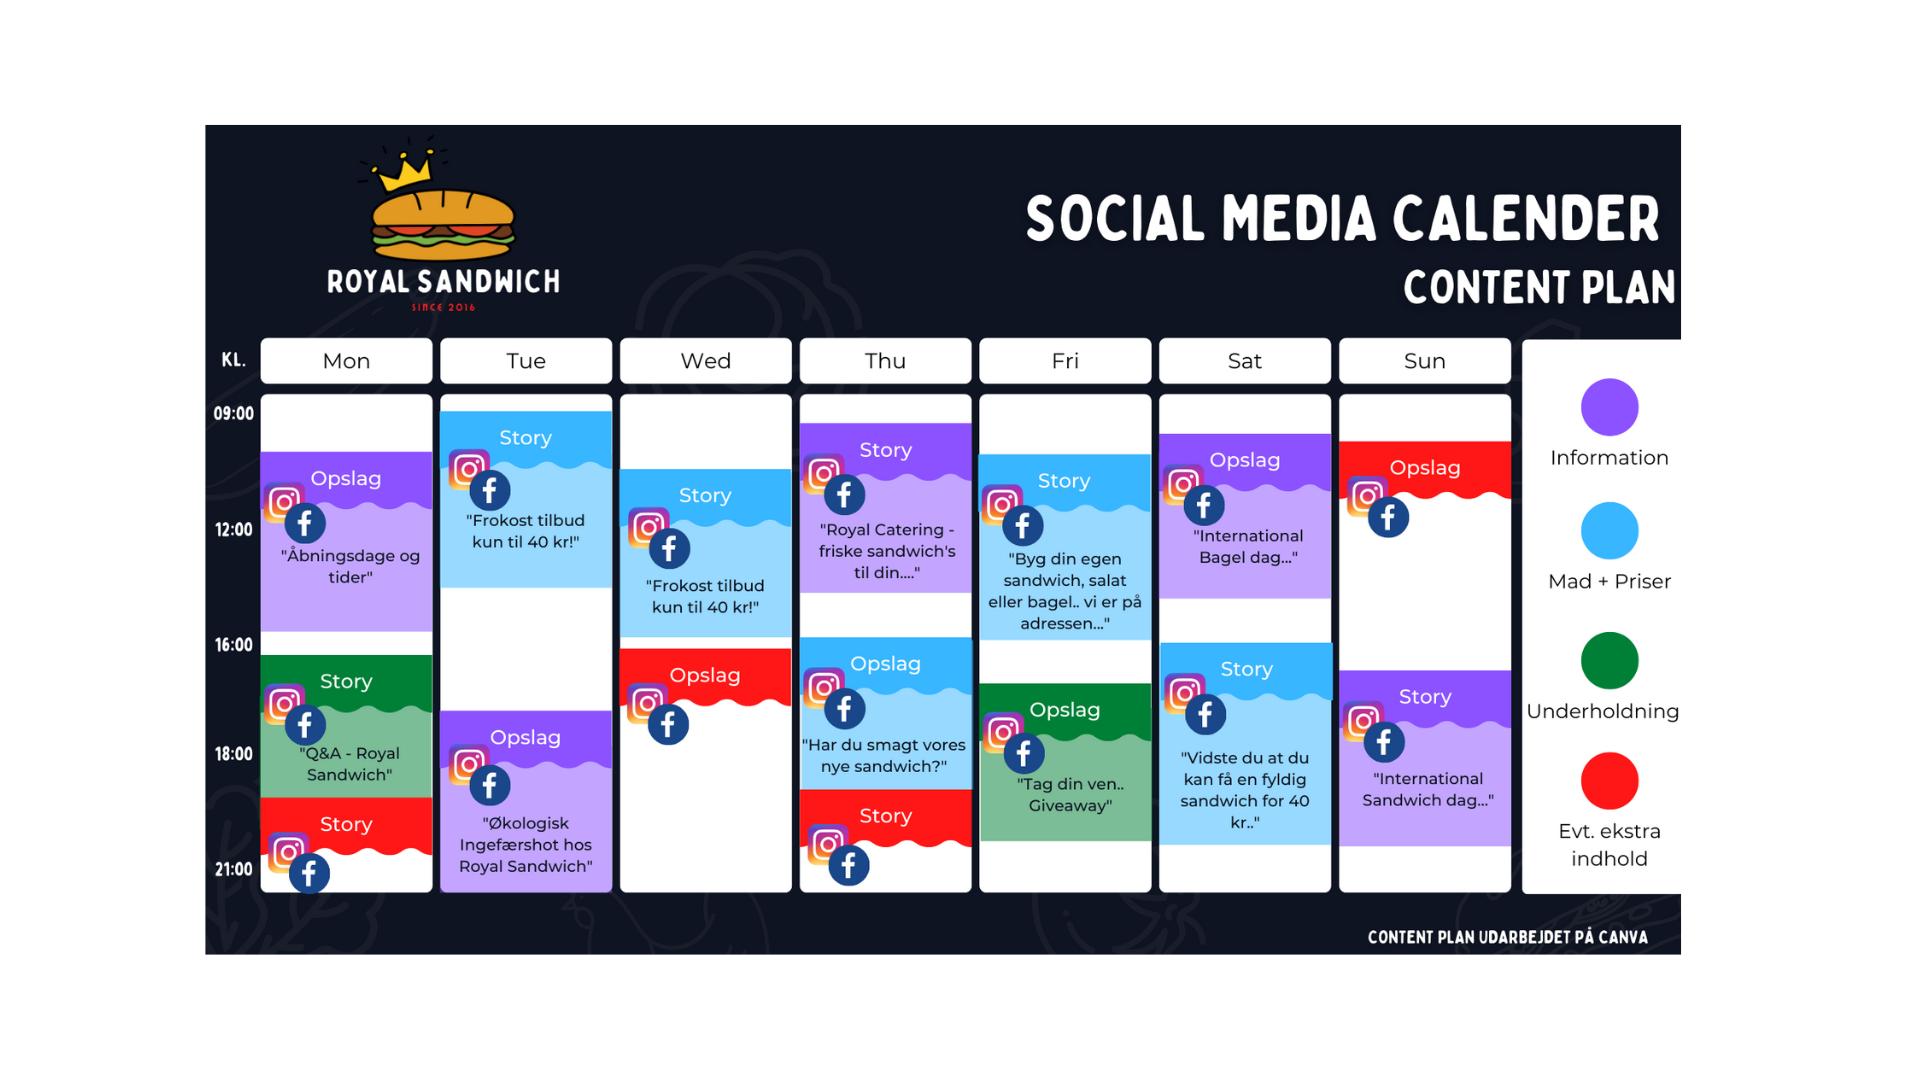 ROYAL SANDWICH
SINCE 2016
SOCIAL MEDIA CALENDER
CONTENT PLAN
KL.
Mon
Tue
Wed
Thu
Fri
Sat
Sun
09:00
12:00
16:00
18:00
21:00
Opslag
"Åbningsdage og
tider"
Story
"Q&A - Royal
Sandwich"
Story
Story
"Frokost tilbud
kun til 40 kr!"
Opslag
"Økologisk
Ingefærshot hos
Royal Sandwich"
Story
"Frokost tilbud
kun til 40 kr!"
Opslag
Story
"Royal Catering -
friske sandwich's
til din...."
Opslag
"Har du smagt vores
nye sandwich?"
Story
Story
"Byg din egen
sandwich, salat
eller bagel.. vi er på
adressen..."
Opslag
"Tag din ven..
Giveaway"
Opslag
"International
Bagel dag..."
Story
"Vidste du at du
kan få en fyldig
sandwich for 40
kr.."
Opslag
Story
"International
Sandwich dag..."
Information
Mad + Priser
Underholdning
Evt. ekstra
indhold
CONTENT PLAN UDARBEJDET PÅ CANVA